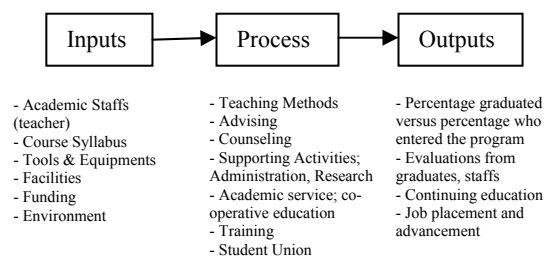 Inputs
Process
Outputs
- Academic Staffs
(teacher)
- Course Syllabus
- Tools & Equipments
- Facilities
- Funding
- Environment
- Teaching Methods
- Advising
- Counseling
- Supporting Activities;
Administration, Research
- Academic service; co-
operative education
- Training
- Student Union
- Percentage graduated
versus percentage who
entered the program
- Evaluations from
graduates, staffs
- Continuing education
- Job placement and
advancement